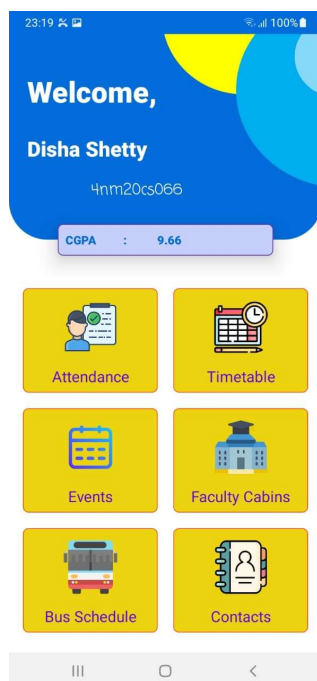 23:19 100%
Welcome,
Disha Shetty
4nm20cs066
CGPA : 9.66
Attendance Timetable
Events Faculty Cabins
Bus Schedule Contacts